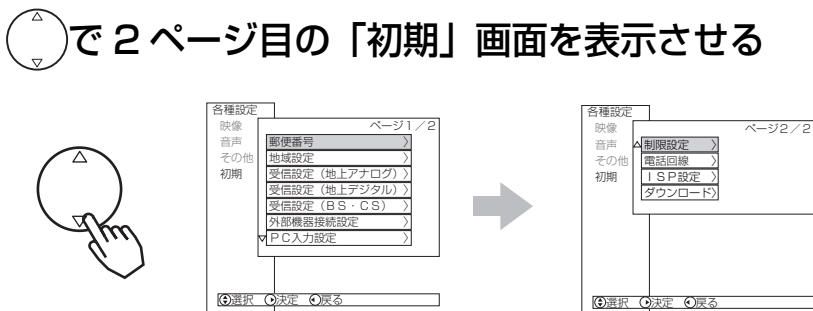 で 2 ページ目の「初期」画面を表示させる
各種設定
映像
音声
その他
初期
ページ1／2
郵便番号
地域設定
受信設定（地上アナログ）
受信設定（地上デジタル）
受信設定（BS・CS）
外部機器接続設定
PC入力設定
選択 決定 戻る
各種設定
映像
音声
その他
初期
ページ2／2
制限設定
電話回線
ISP設定
ダウンロード
選択 決定 戻る